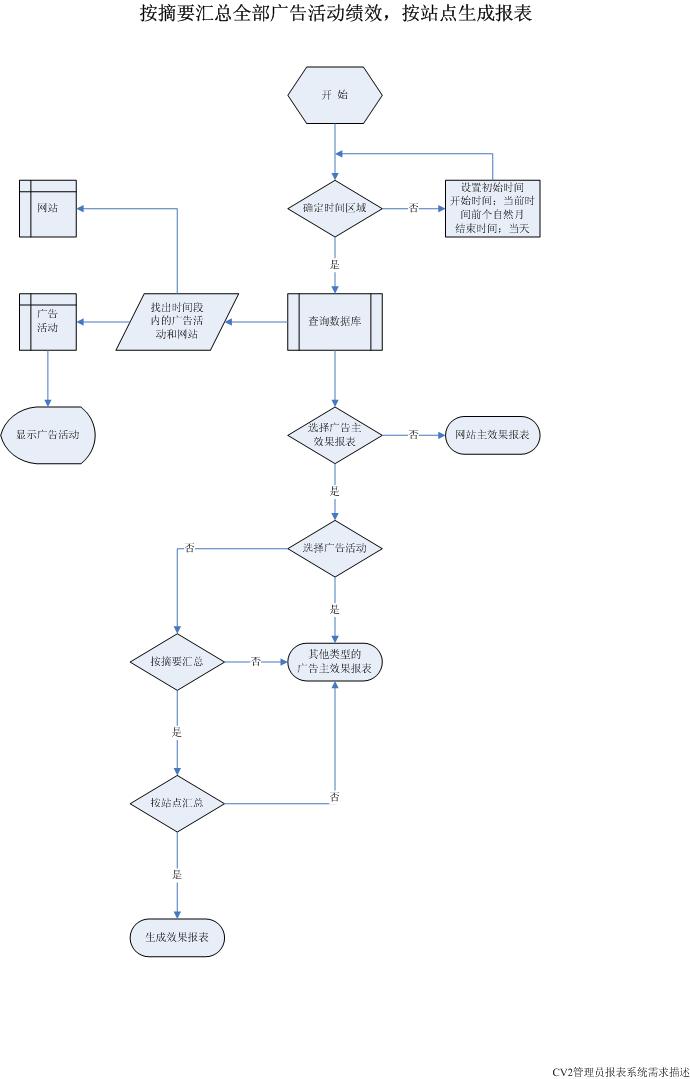 按摘要汇总全部广告活动绩效，按站点生成报表
开 始
确定时间区域
否
设置初始时间
开始时间；当前时
间前个自然月
结束时间；当天
网站
是
找出时间段
内的广告活
动和网站
广告
活动
查询数据库
显示广告活动
选择广告主
效果报表
否
网站主效果报表
是
选择广告活动
否
是
按摘要汇总
否
其他类型的
广告主效果报表
是
按站点汇总
否
是
生成效果报表
CV2管理员报表系统需求描述